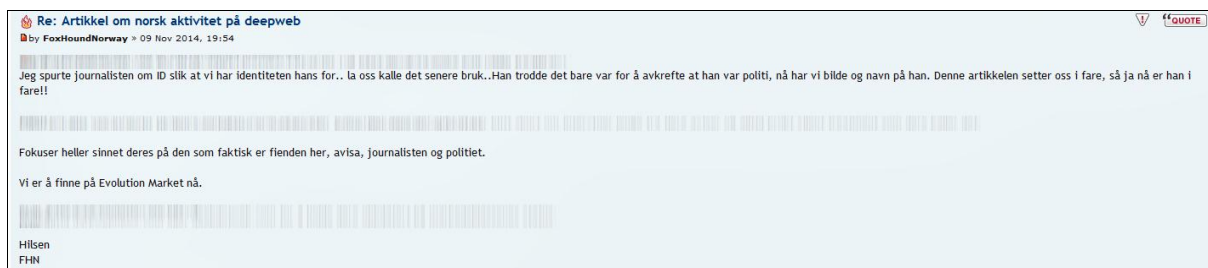 Re: Artikkel om norsk aktivitet på deepweb
QUOTE
by FoxHoundNorway » 09 Nov 2014, 19:54
Jeg spurte journalisten om ID slik at vi har identiteten hans for.. la oss kalle det senere bruk..Han trodde det bare var for å avkrefte at han var politi, nå har vi bilde og navn på han. Denne artikkelen setter oss i fare, så ja nå er han i
fare!!
Fokuser heller sinnet deres på den som faktisk er fienden her, avisa, journalisten og politiet.
Vi er å finne på Evolution Market nå.
Hilsen
FHN